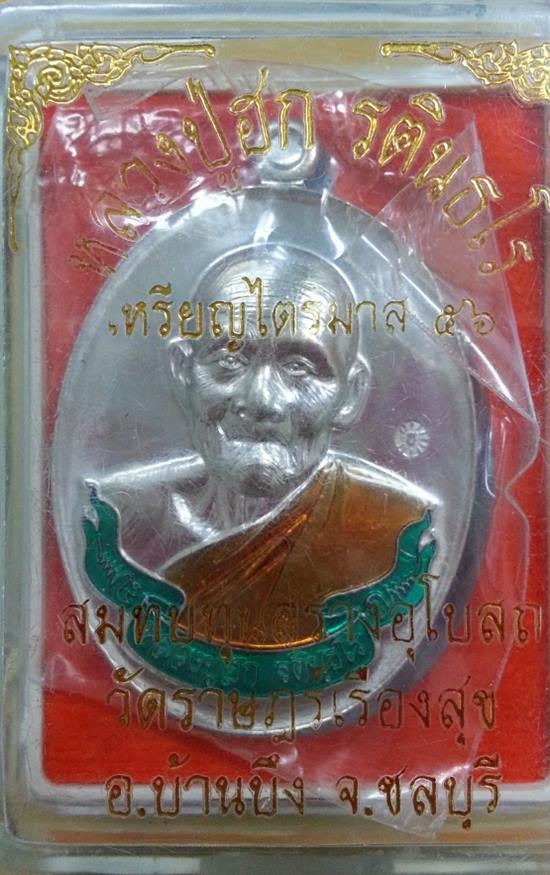 หลวงปู่ฮก รตินฺธโร
เหรียญไตรมาส ๕๖
สมทบทุนสร้างอุโบสถ
วัดราษฎร์เรืองสุข
อ.บ้านบึง จ.ชลบุรี